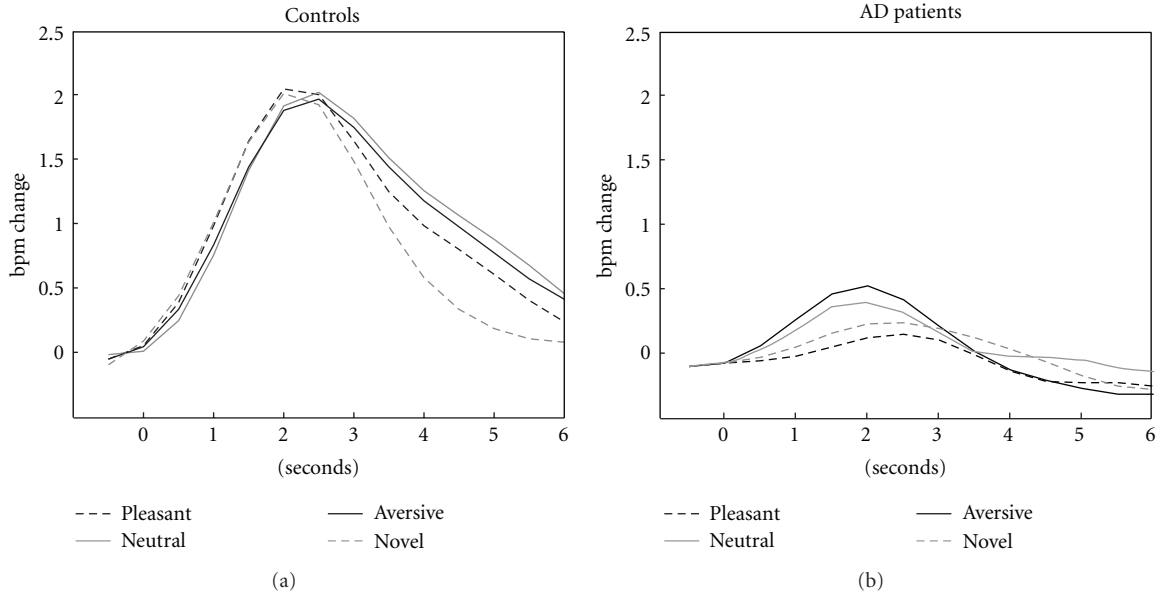 Controls
2.5
2
1.5
1
0.5
0
bpm change
0 1 2 3 4 5 6
(seconds)
Pleasant
Neutral
Aversive
Novel
(a)
AD patients
2.5
2
1.5
1
0.5
0
bpm change
0 1 2 3 4 5 6
(seconds)
Pleasant
Neutral
Aversive
Novel
(b)